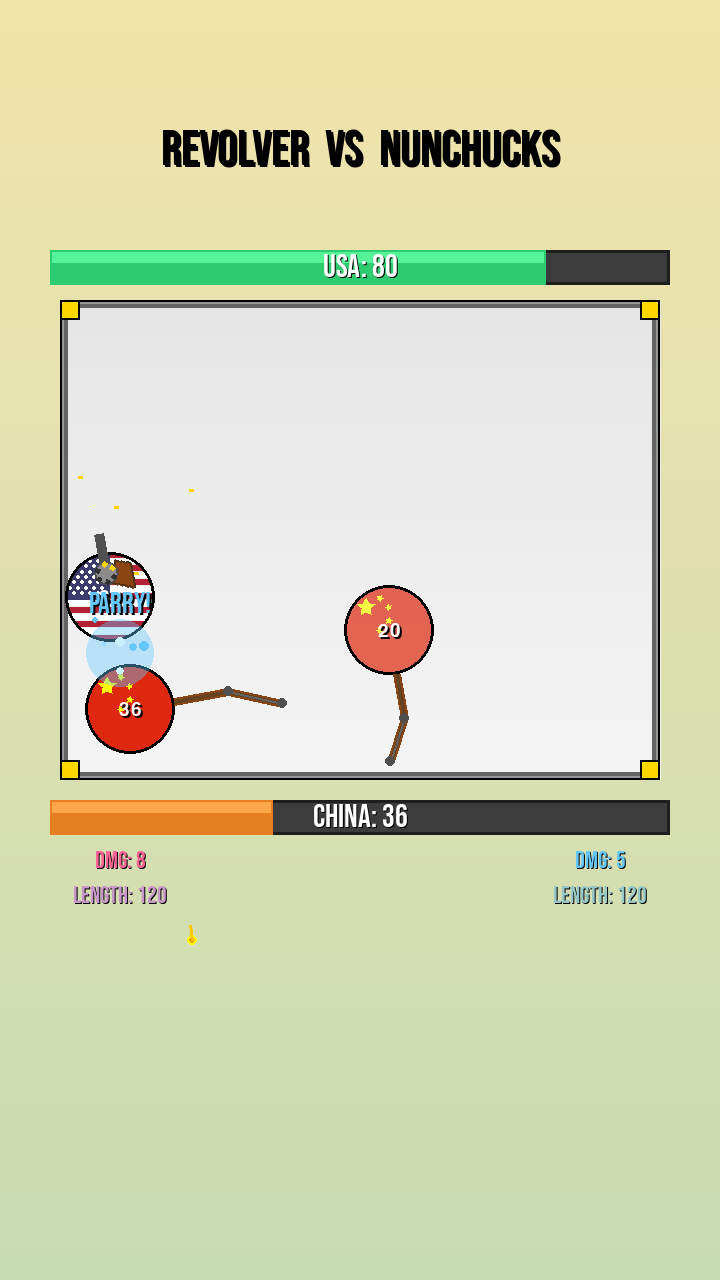 REVOLVER VS NUNCHUCKS
USA: 80
PARRY!
20
36
CHINA: 36
DMG: 8
DMG: 5
LENGTH: 120
LENGTH: 120